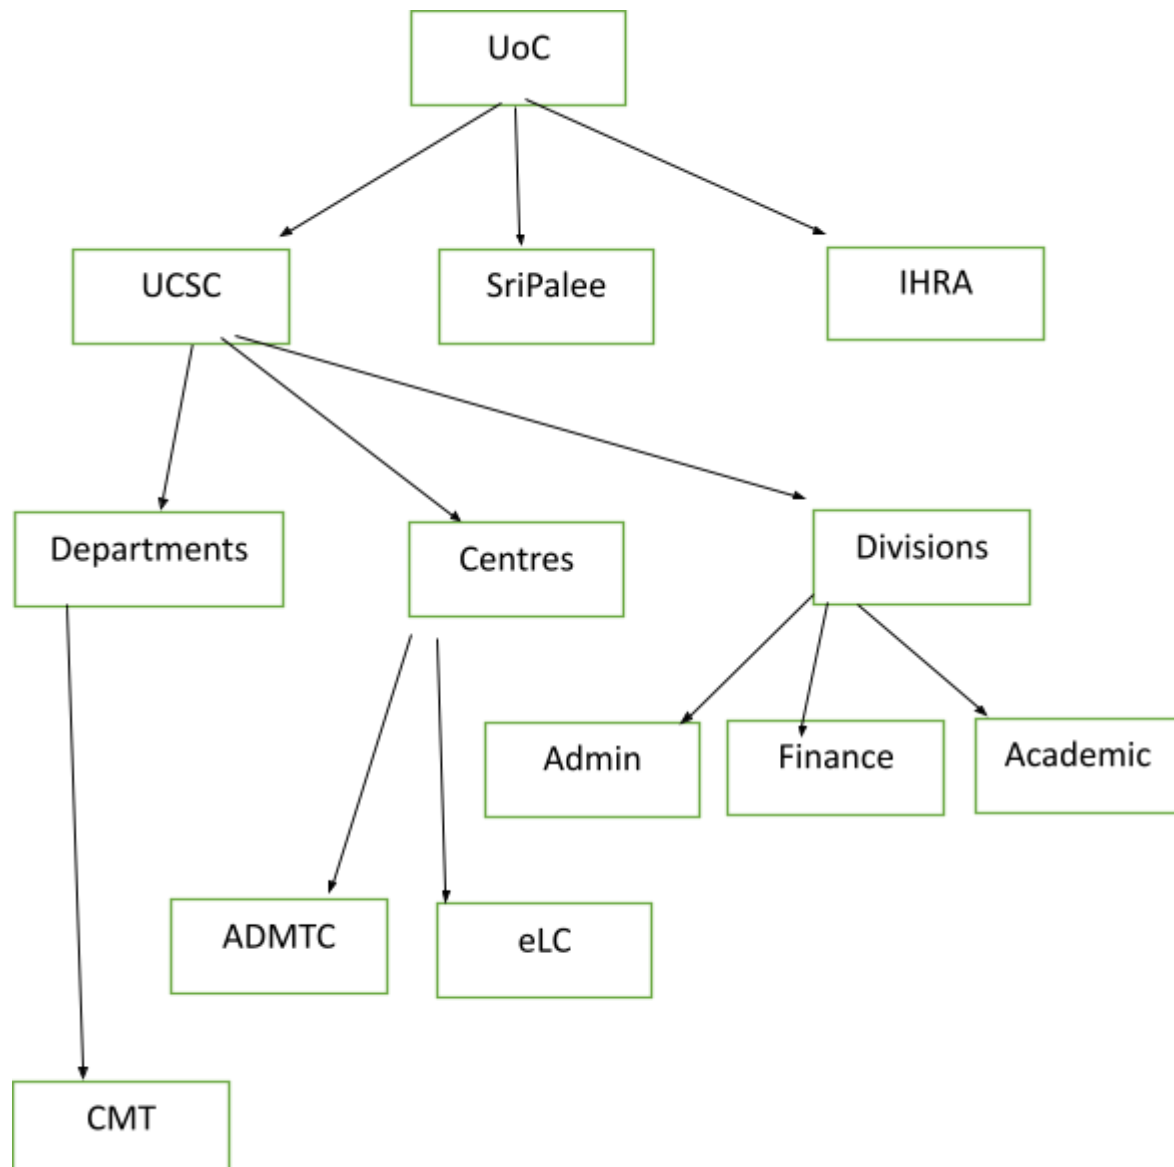 UoC
UCSC
SriPalee
IHRA
Departments
Centres
Divisions
Admin
Finance
Academic
ADMTC
eLC
CMT